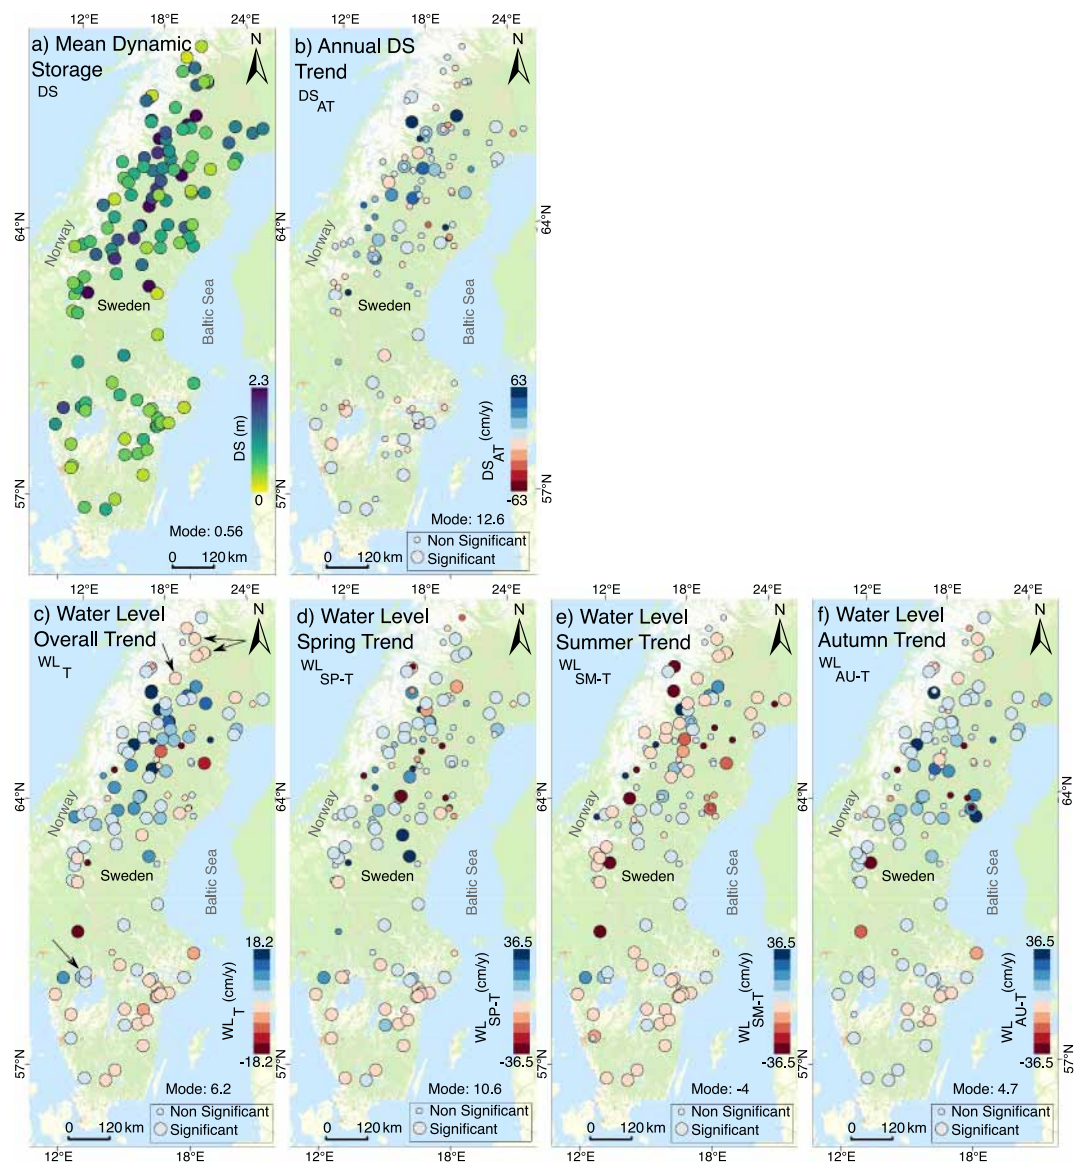 12°E 18°E 24°E
a) Mean Dynamic
Storage
DS
N
64°N
Norway
Sweden
Baltic Sea
2.3
DS (m)
0
57°N
Mode: 0.56
0 120 km
12°E 18°E 24°E
b) Annual DS
Trend
DS AT
N
64°N
Norway
Sweden
Baltic Sea
63
DS AT (cm/y)
-63
57°N
Mode: 12.6
Non Significant
Significant
0 120 km
12°E 18°E
c) Water Level
Overall Trend
WL T
N
64°N
Norway
Sweden
Baltic Sea
18.2
WL T (cm/y)
-18.2
57°N
Mode: 6.2
Non Significant
Significant
0 120 km
12°E 18°E
12°E 18°E 24°E
d) Water Level
Spring Trend
WL SP-T
N
Norway
Sweden
Baltic Sea
36.5
WL SP-T (cm/y)
-36.5
Mode: 10.6
Non Significant
Significant
0 120 km
12°E 18°E
12°E 18°E 24°E
e) Water Level
Summer Trend
WL SM-T
N
Norway
Sweden
Baltic Sea
36.5
WL SM-T (cm/y)
-36.5
Mode: -4
Non Significant
Significant
0 120 km
12°E 18°E
12°E 18°E 24°E
f) Water Level
Autumn Trend
WL AU-T
N
64°N
Norway
Sweden
Baltic Sea
36.5
WL AU-T (cm/y)
-36.5
57°N
Mode: 4.7
Non Significant
Significant
0 120 km
12°E 18°E